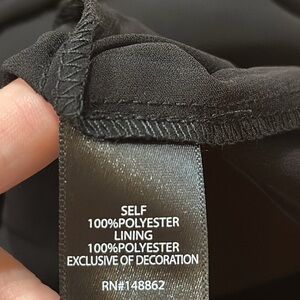 SELF
100%POLYESTER
LINING
100%POLYESTER
EXCLUSIVE OF DECORATION
RN#148862